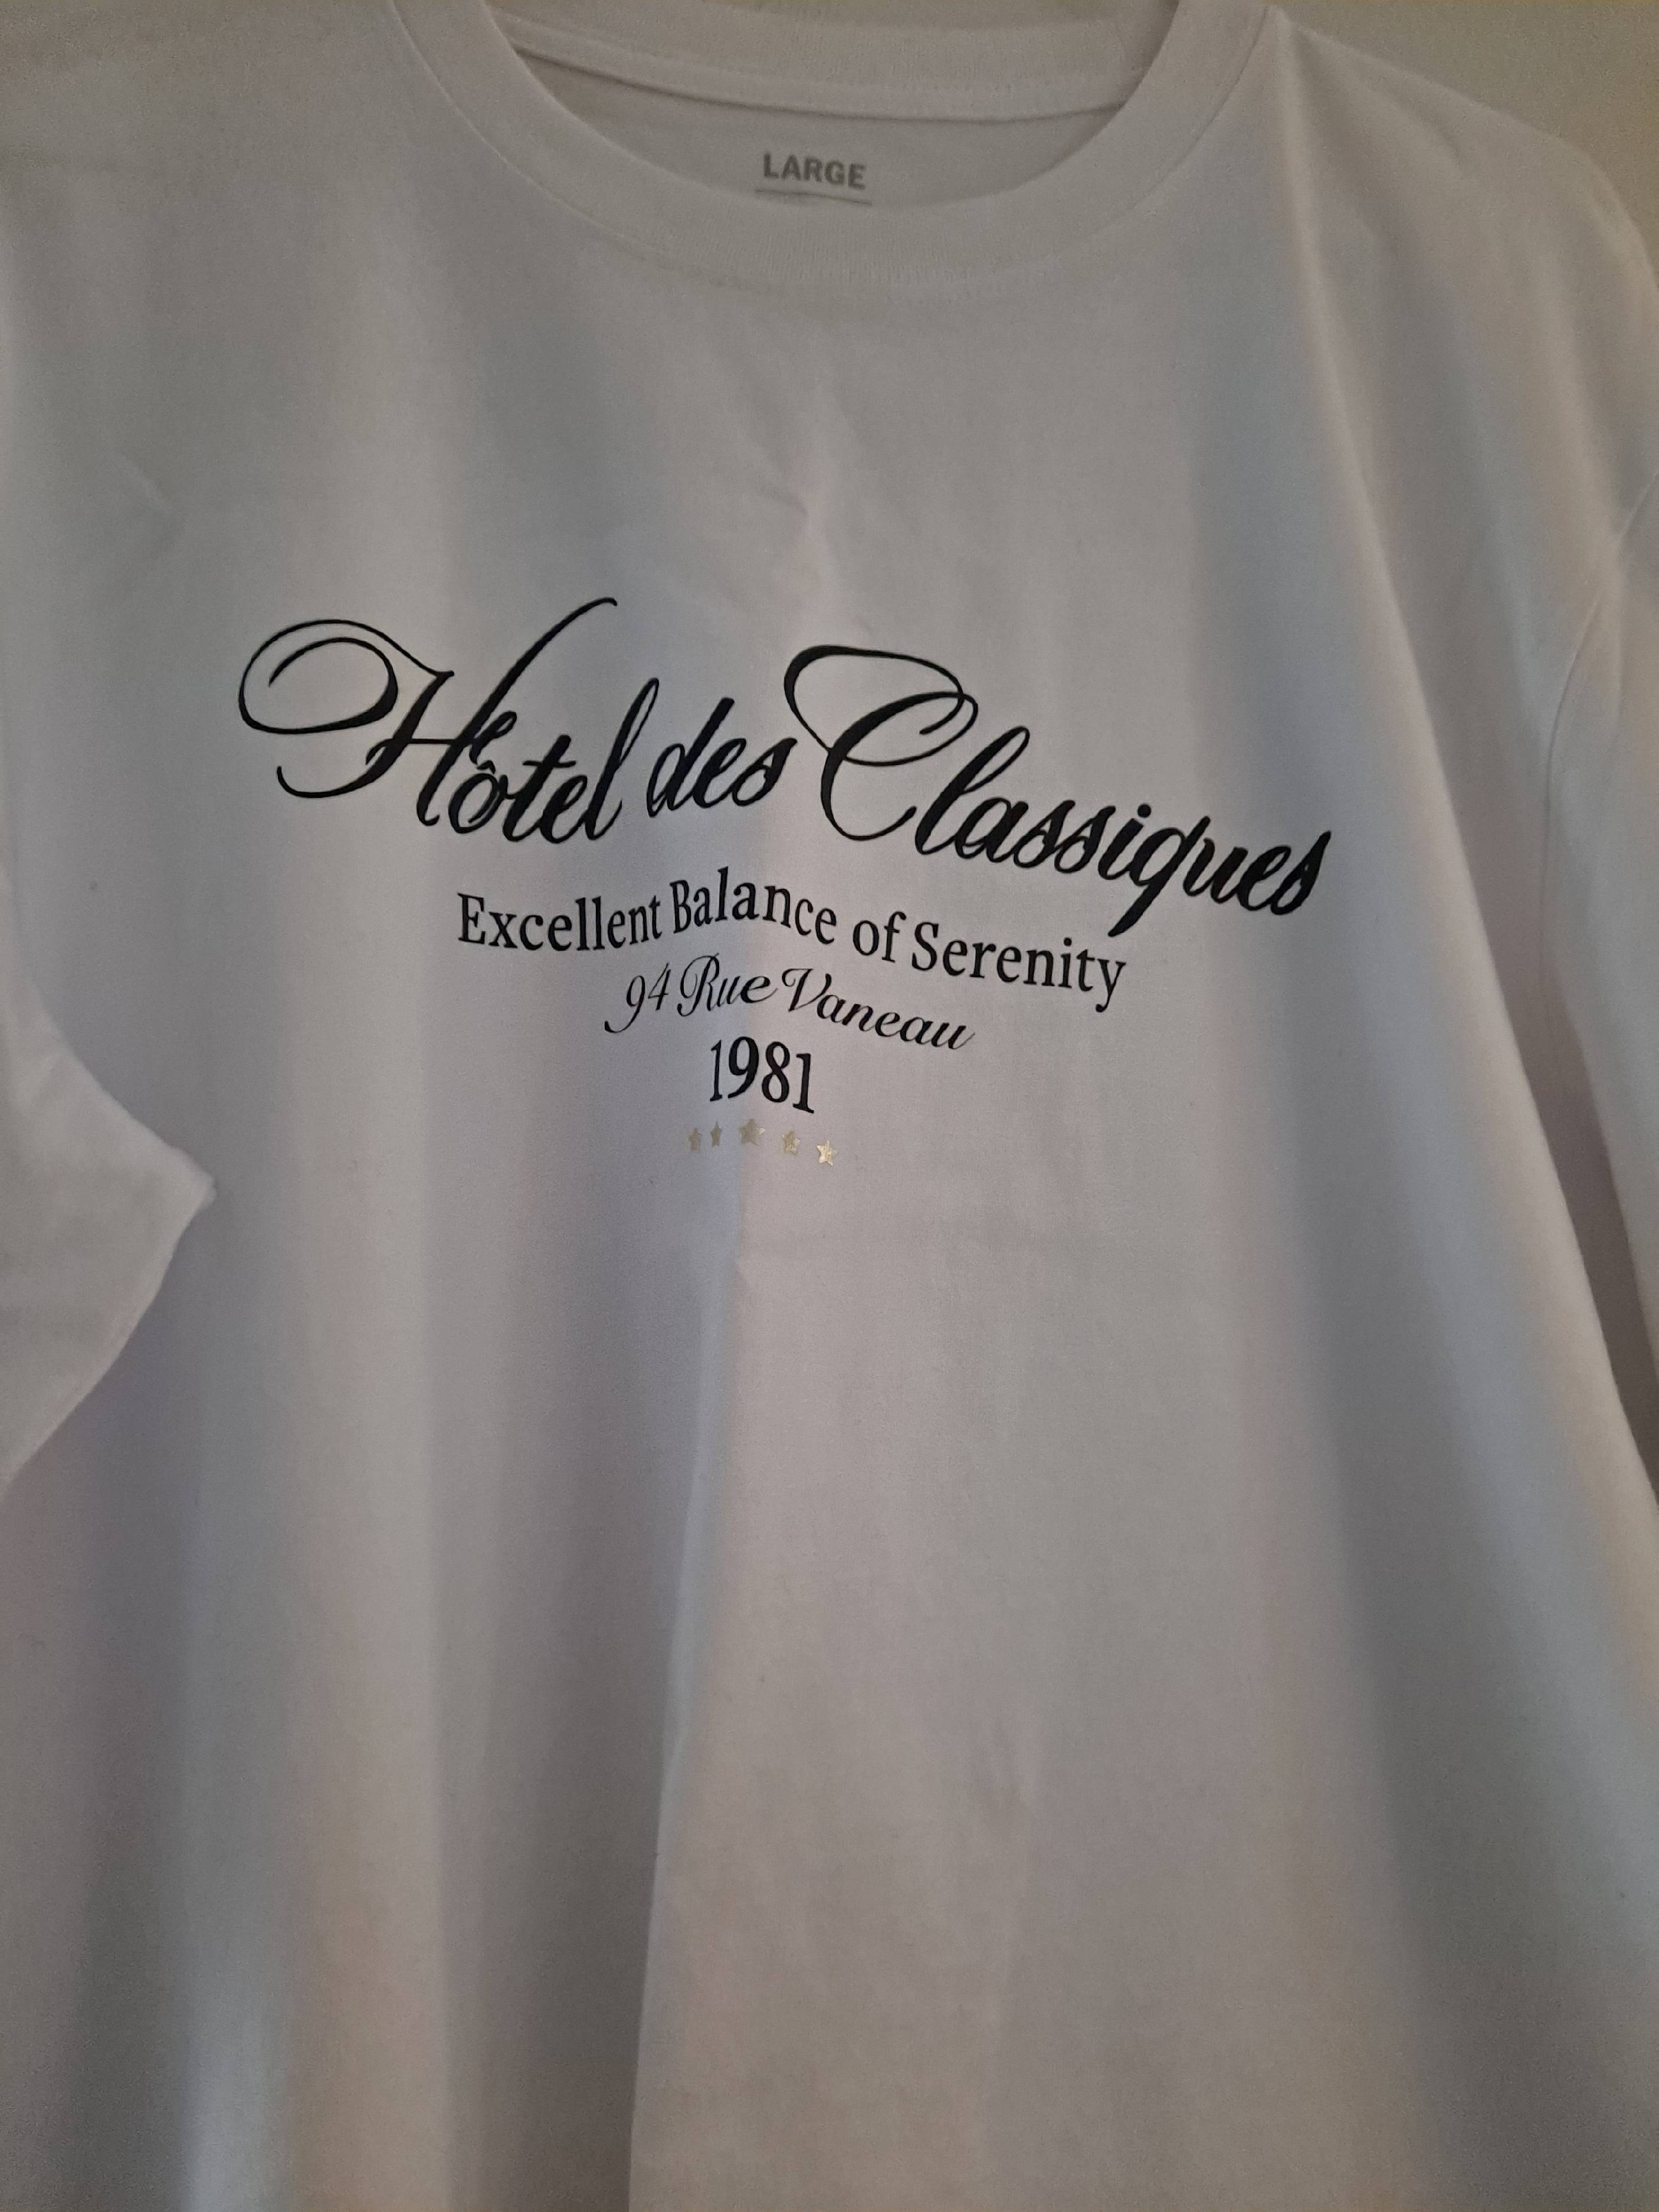 LARGE
Hôtel des Classiques
Excellent Balance of Serenity
94 Rue Vaneau
1981